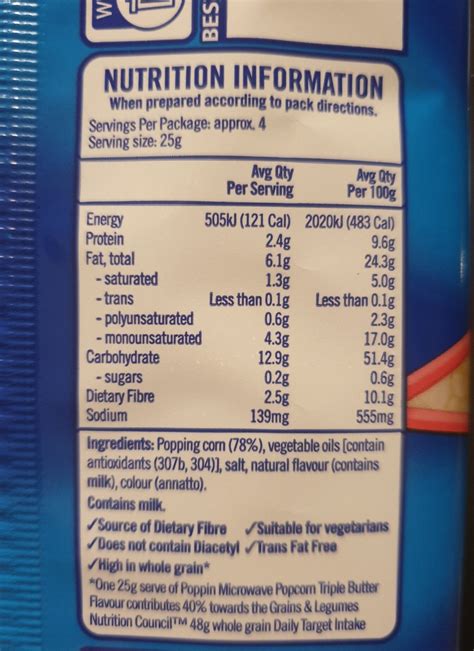 W
BES
NUTRITION INFORMATION
When prepared according to pack directions.
Servings Per Package: approx. 4
Serving size: 25g
Avg Qty Per Serving Avg Qty Per 100g
Energy 505kJ (121 Cal) 2020kJ (483 Cal)
Protein 2.4g 9.6g
Fat, total 6.1g 24.3g
- saturated 1.3g 5.0g
- trans Less than 0.1g Less than 0.1g
- polyunsaturated 0.6g 2.3g
- monounsaturated 4.3g 17.0g
Carbohydrate 12.9g 51.4g
- sugars 0.2g 0.6g
Dietary Fibre 2.5g 10.1g
Sodium 139mg 555mg
Ingredients: Popping corn (78%), vegetable oils [contain
antioxidants (307b, 304)], salt, natural flavour (contains
milk), colour (annatto).
Contains milk.
✓Source of Dietary Fibre ✓Suitable for vegetarians
✓Does not contain Diacetyl ✓Trans Fat Free
✓High in whole grain*
*One 25g serve of Poppin Microwave Popcorn Triple Butter
Flavour contributes 40% towards the Grains & Legumes
Nutrition Council™ 48g whole grain Daily Target Intake